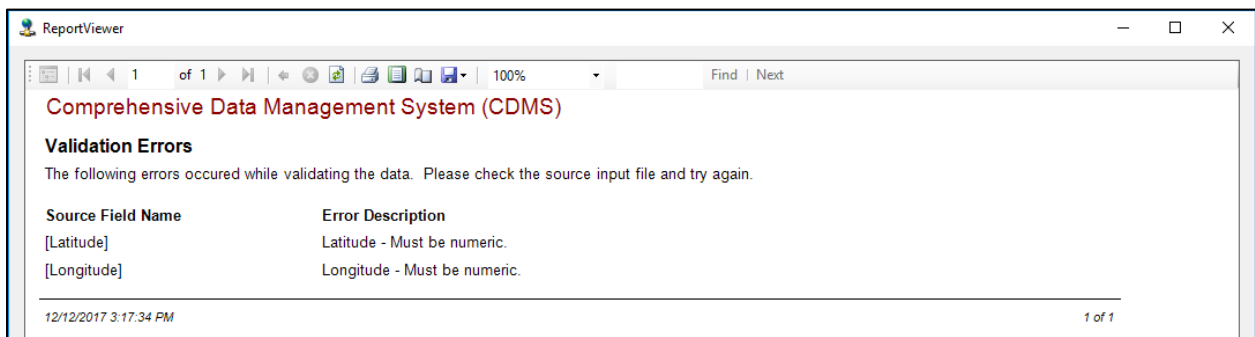 ReportViewer
1 of 1 100% Find | Next
Comprehensive Data Management System (CDMS)
Validation Errors
The following errors occured while validating the data. Please check the source input file and try again.
Source Field Name Error Description
[Latitude] Latitude - Must be numeric.
[Longitude] Longitude - Must be numeric.
12/12/2017 3:17:34 PM 1 of 1